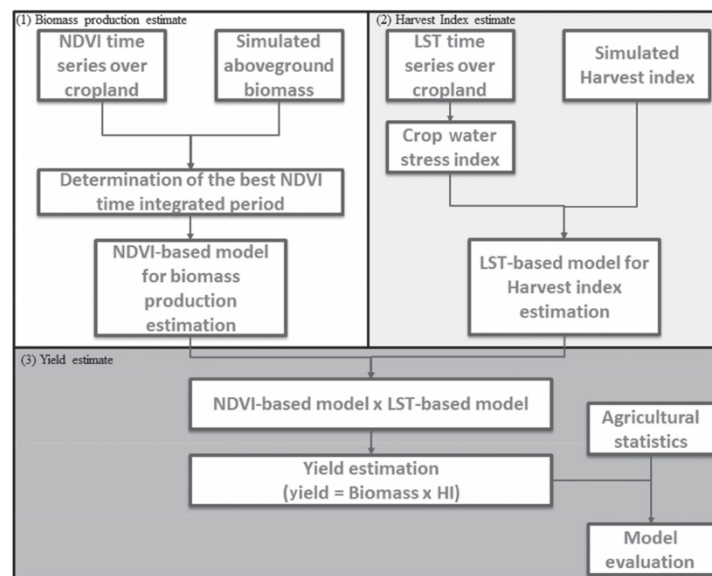 (1) Biomass production estimate
NDVI time
series over
cropland
Simulated
aboveground
biomass
Determination of the best NDVI
time integrated period
NDVI-based model
for biomass
production
estimation
(2) Harvest Index estimate
LST time
series over
cropland
Simulated
Harvest index
Crop water
stress index
LST-based model for
Harvest index
estimation
(3) Yield estimate
NDVI-based model x LST-based model
Yield estimation
(yield = Biomass x HI)
Agricultural
statistics
Model
evaluation